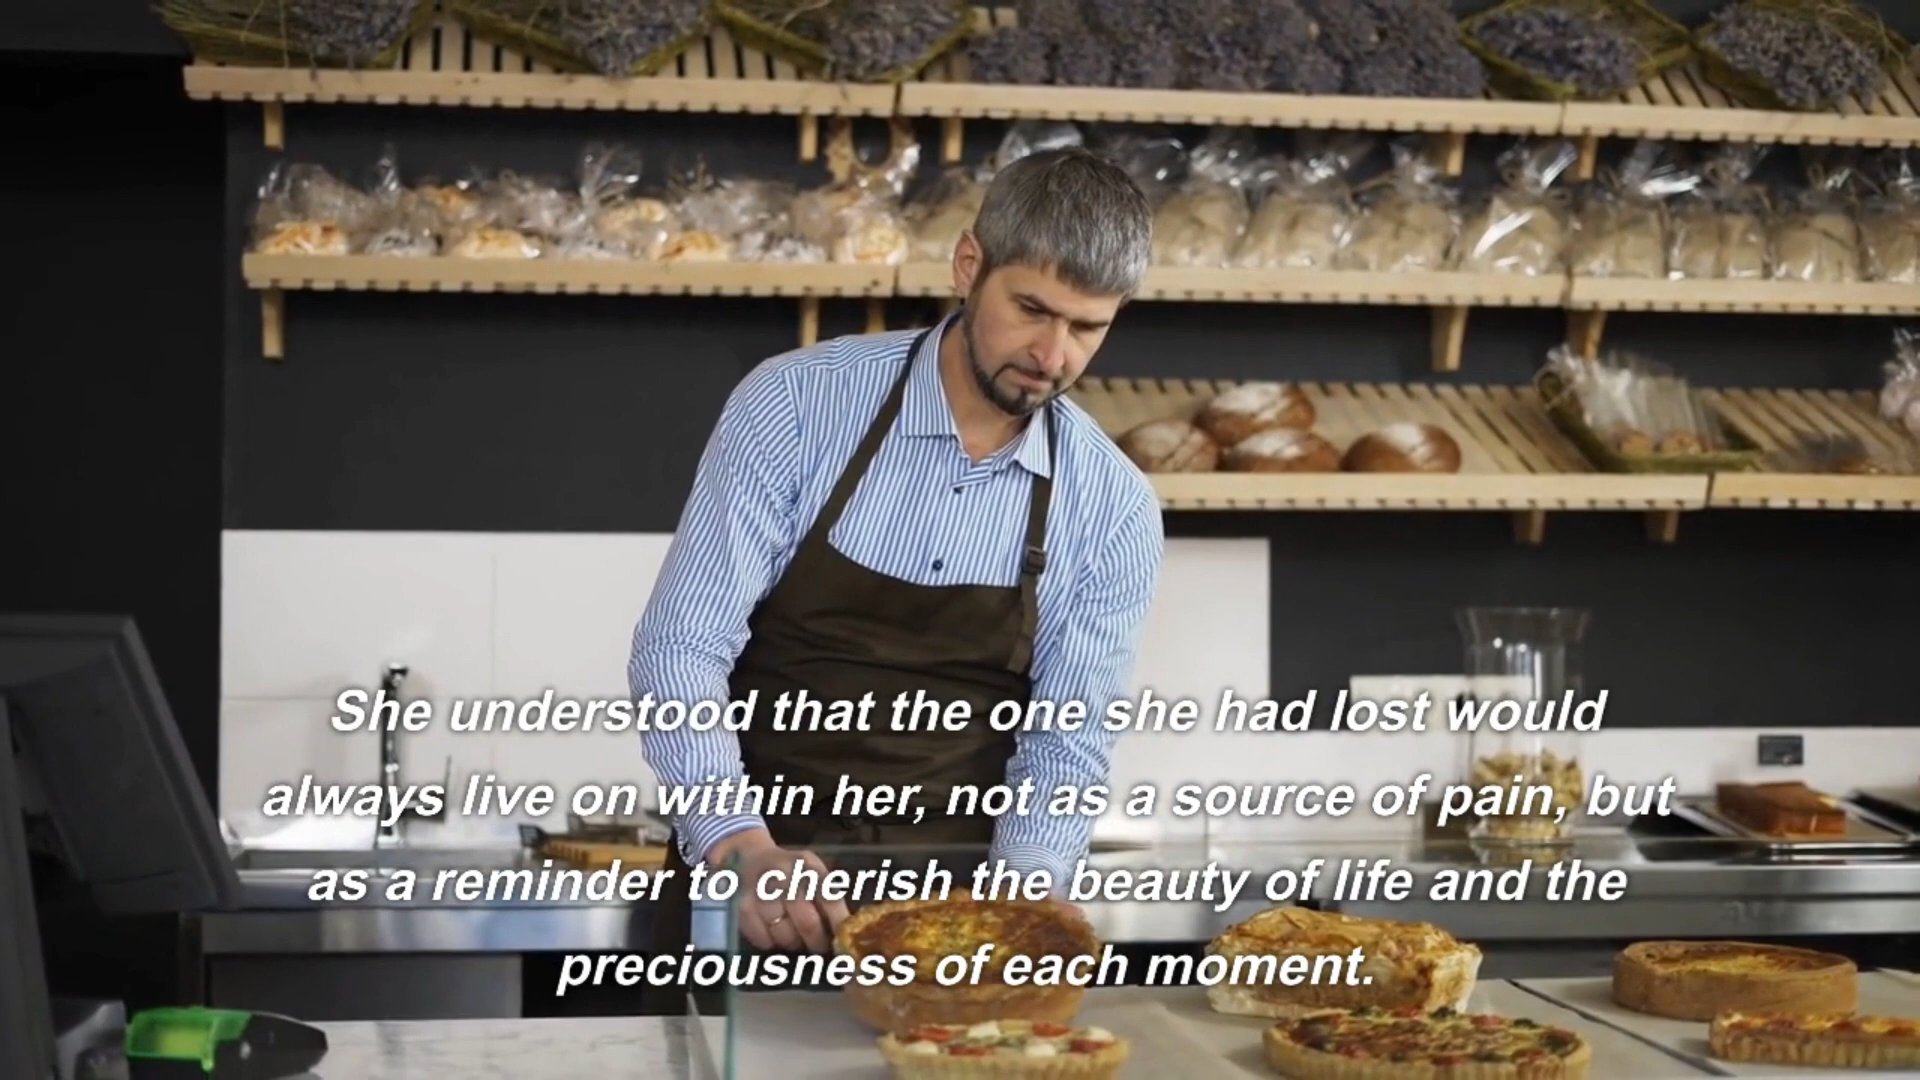 She understood that the one she had lost would
always live on within her, not as a source of pain, but
as a reminder to cherish the beauty of life and the
preciousness of each moment.